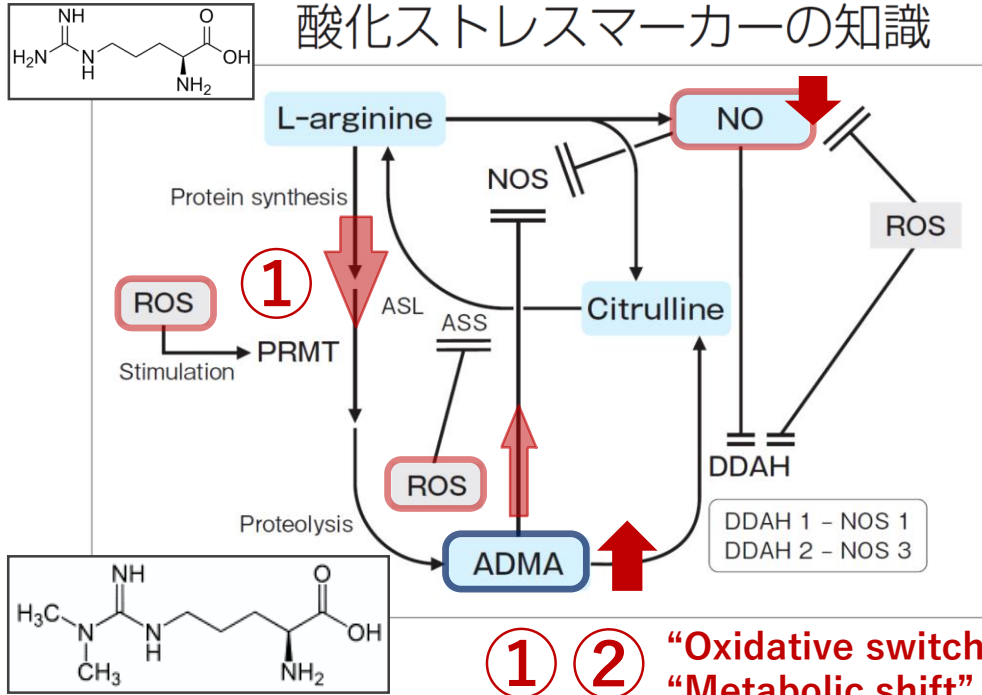 酸化ストレスマーカーの知識
NH
H₂N
N
H
O
OH
NH₂
L-arginine
NO
Protein synthesis
NOS
ROS
①
ROS
ASL
ASS
Citrulline
PRMT
Stimulation
ROS
DDAH
Proteolysis
ADMA
DDAH 1 – NOS 1
DDAH 2 – NOS 3
NH
H₃C
N
CH₃
N
H
O
OH
NH₂
① ② “Oxidative switch
“Metabolic shift”